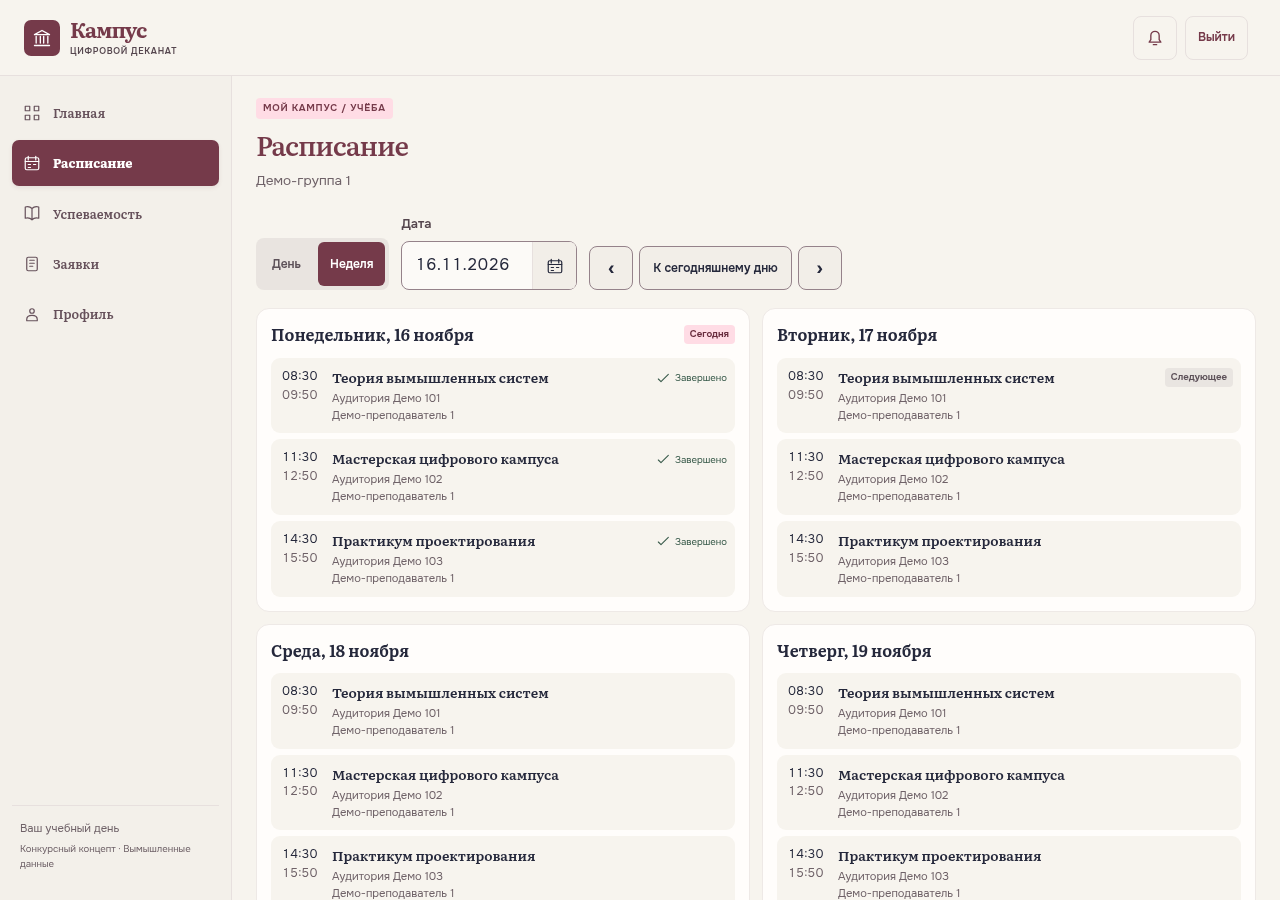 Кампус
ЦИФРОВОЙ ДЕКАНАТ
Выйти
Главная
Расписание
Успеваемость
Заявки
Профиль
Ваш учебный день
Конкурсный концепт · Вымышленные
данные
МОЙ КАМПУС / УЧЁБА
Расписание
Демо-группа 1
Дата
День
Неделя
16.11.2026
‹
К сегодняшнему дню
›
Понедельник, 16 ноября
Сегодня
08:30
09:50
Теория вымышленных систем
Аудитория Демо 101
Демо-преподаватель 1
Завершено
11:30
12:50
Мастерская цифрового кампуса
Аудитория Демо 102
Демо-преподаватель 1
Завершено
14:30
15:50
Практикум проектирования
Аудитория Демо 103
Демо-преподаватель 1
Завершено
Вторник, 17 ноября
08:30
09:50
Теория вымышленных систем
Аудитория Демо 101
Демо-преподаватель 1
Следующее
11:30
12:50
Мастерская цифрового кампуса
Аудитория Демо 102
Демо-преподаватель 1
14:30
15:50
Практикум проектирования
Аудитория Демо 103
Демо-преподаватель 1
Среда, 18 ноября
08:30
09:50
Теория вымышленных систем
Аудитория Демо 101
Демо-преподаватель 1
11:30
12:50
Мастерская цифрового кампуса
Аудитория Демо 102
Демо-преподаватель 1
14:30
15:50
Практикум проектирования
Аудитория Демо 103
Демо-преподаватель 1
Четверг, 19 ноября
08:30
09:50
Теория вымышленных систем
Аудитория Демо 101
Демо-преподаватель 1
11:30
12:50
Мастерская цифрового кампуса
Аудитория Демо 102
Демо-преподаватель 1
14:30
15:50
Практикум проектирования
Аудитория Демо 103
Демо-преподаватель 1